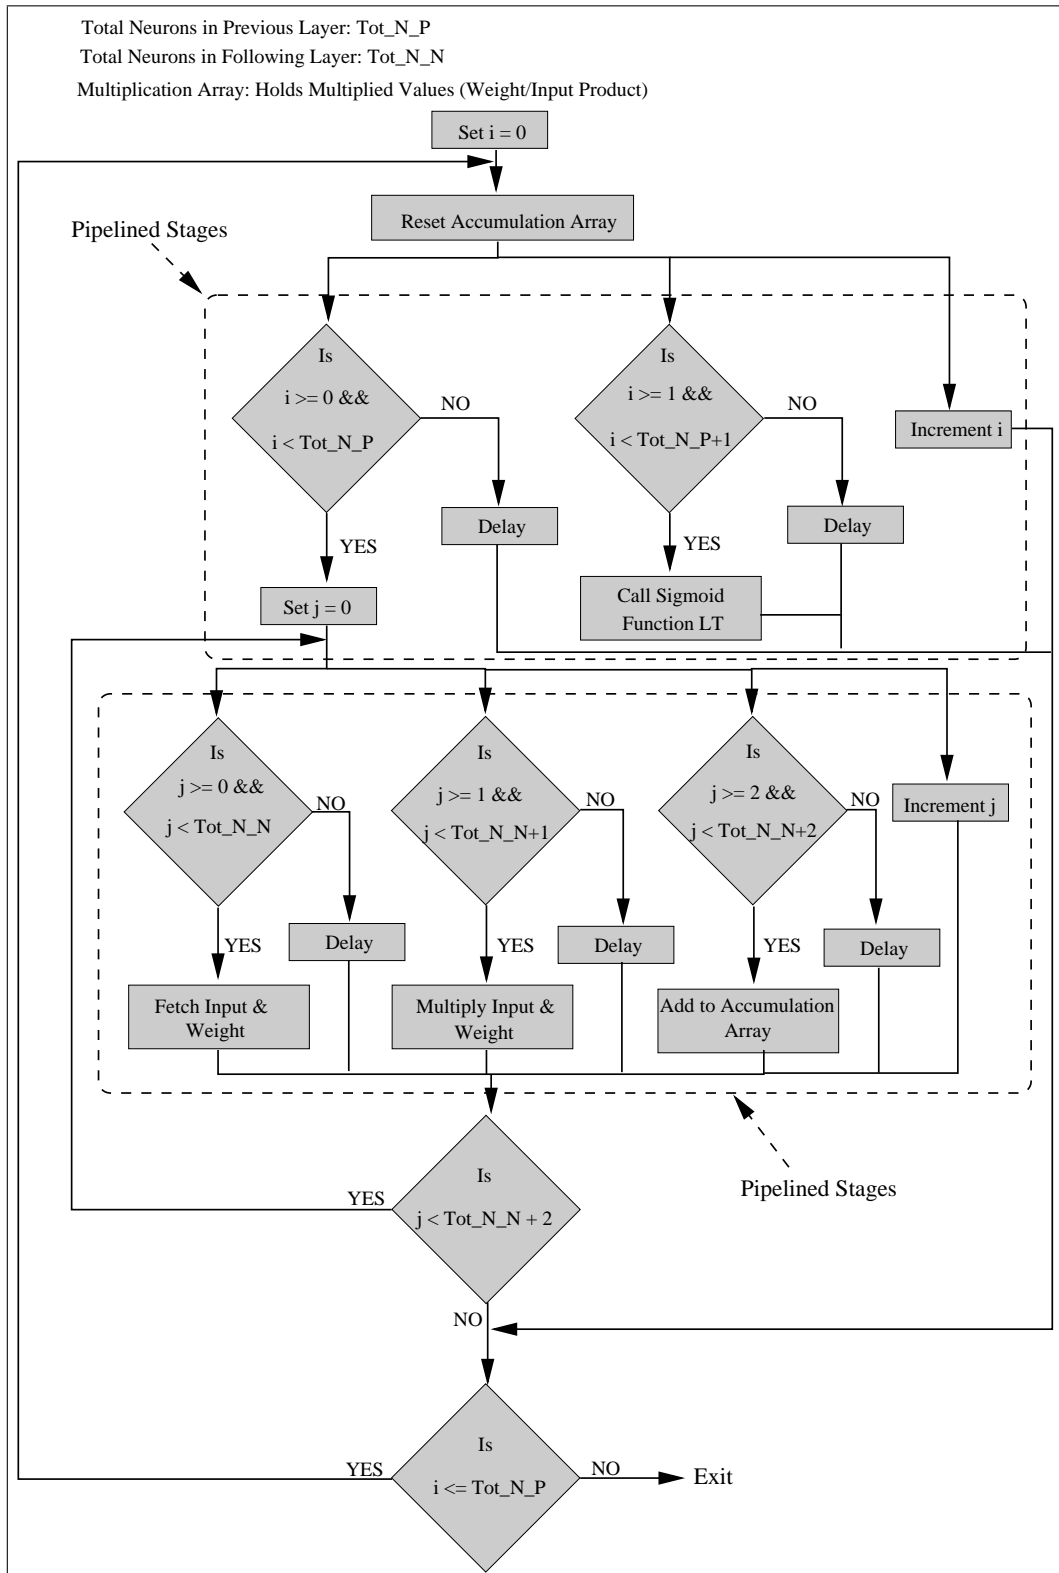 Total Neurons in Previous Layer: Tot_N_P
Total Neurons in Following Layer: Tot_N_N
Multiplication Array: Holds Multiplied Values (Weight/Input Product)
Set i = 0
Reset Accumulation Array
Pipelined Stages
Is
i >= 0 &&
i < Tot_N_P
NO
Delay
YES
Set j = 0
Is
i >= 1 &&
i < Tot_N_P+1
NO
Delay
YES
Call Sigmoid
Function LT
Increment i
Is
j >= 0 &&
j < Tot_N_N
NO
Delay
YES
Fetch Input &
Weight
Is
j >= 1 &&
j < Tot_N_N+1
NO
Delay
YES
Multiply Input &
Weight
Is
j >= 2 &&
j < Tot_N_N+2
NO
Delay
YES
Add to Accumulation
Array
Increment j
Pipelined Stages
Is
j < Tot_N_N + 2
YES
NO
Is
i <= Tot_N_P
YES
NO
Exit